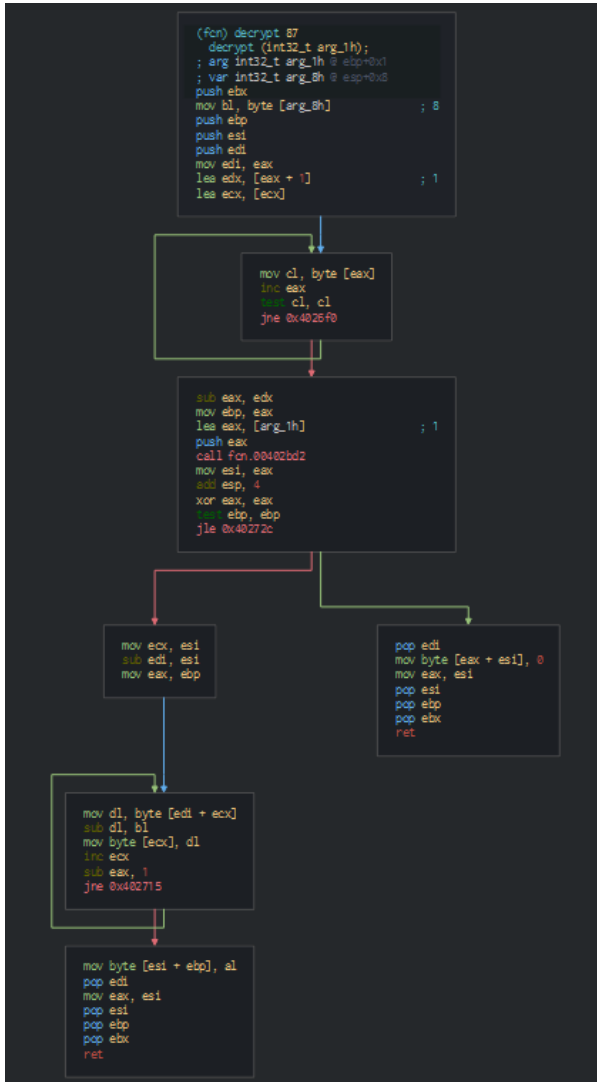 (fcn) decrypt 87
decrypt (int32_t arg_1h);
; arg int32_t arg_1h @ ebp+0x1
; var int32_t arg_8h @ esp+0x8
push ebx
mov bl, byte [arg_8h] ; 8
push ebp
push esi
push edi
mov edi, eax
lea edx, [eax + 1] ; 1
lea ecx, [ecx]
mov cl, byte [eax]
inc eax
test cl, cl
jne 0x4026f0
sub eax, edx
mov ebp, eax
lea eax, [arg_1h] ; 1
push eax
call fcn.00402bd2
mov esi, eax
add esp, 4
xor eax, eax
test ebp, ebp
jle 0x40272c
mov ecx, esi
sub edi, esi
mov eax, ebp
pop edi
mov byte [eax + esi], 0
mov eax, esi
pop esi
pop ebp
pop ebx
ret
mov dl, byte [edi + ecx]
sub dl, bl
mov byte [ecx], dl
inc ecx
sub eax, 1
jne 0x402715
mov byte [esi + ebp], al
pop edi
mov eax, esi
pop esi
pop ebp
pop ebx
ret